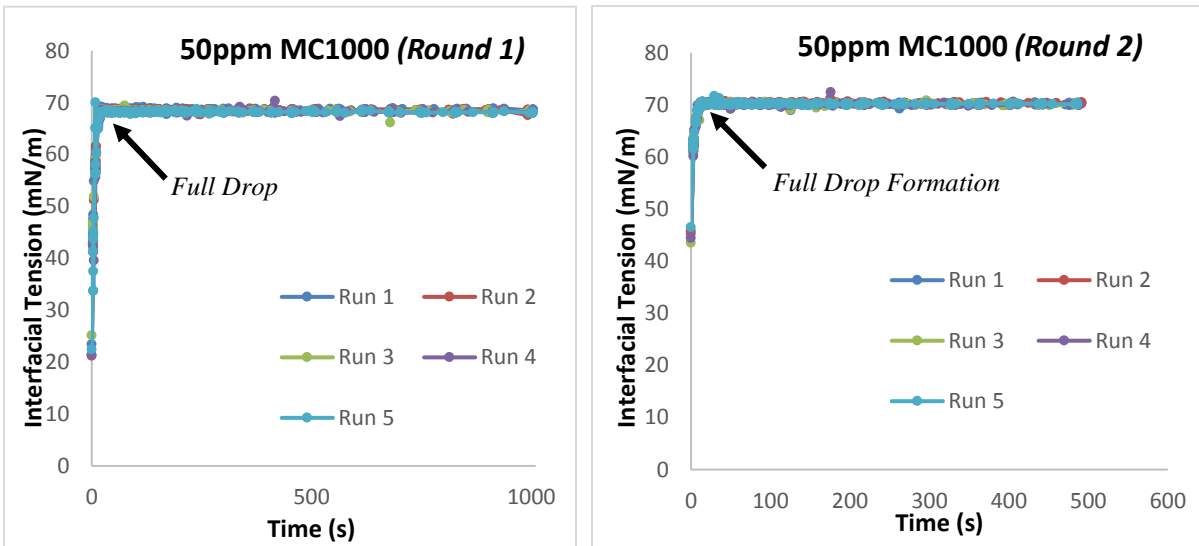 50ppm MC1000 (Round 1)
80
70
60
50
40
30
20
10
0
Interfacial Tension (mN/m)
Full Drop
Run 1
Run 2
Run 3
Run 4
Run 5
0
500
1000
Time (s)
50ppm MC1000 (Round 2)
80
70
60
50
40
30
20
10
0
Interfacial Tension (mN/m)
Full Drop Formation
Run 1
Run 2
Run 3
Run 4
Run 5
0
100
200
300
400
500
600
Time (s)